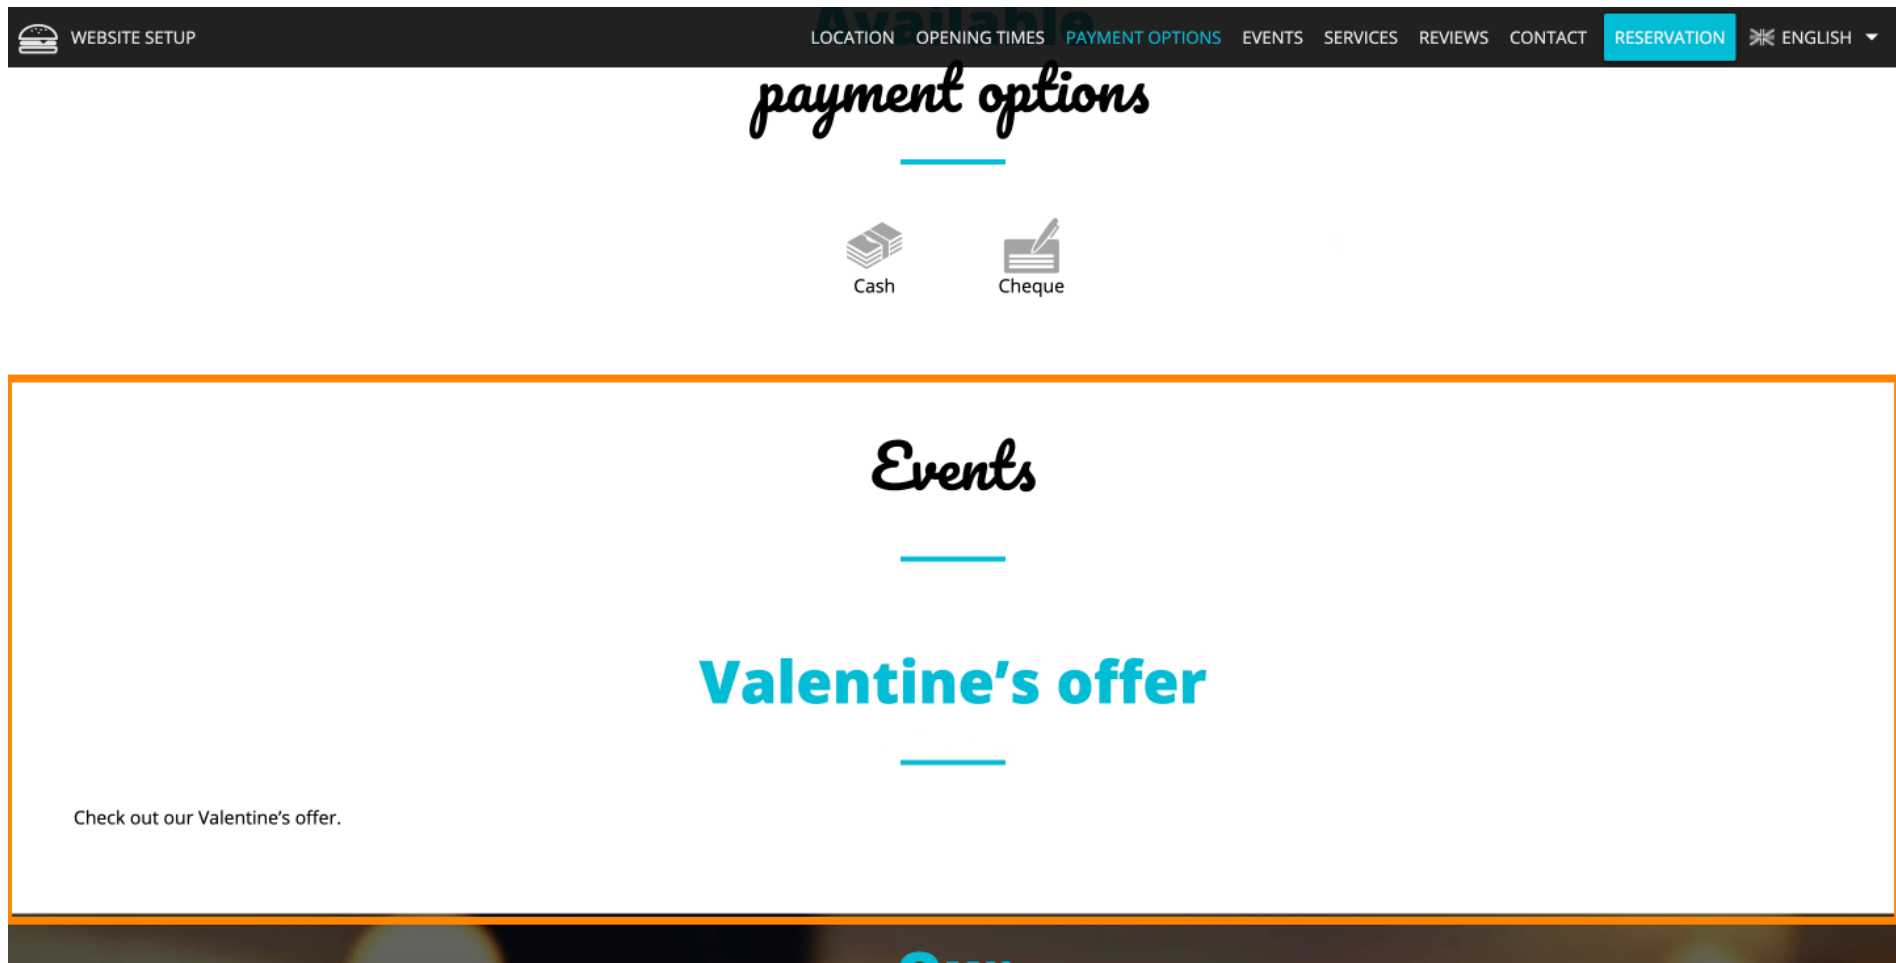 WEBSITE SETUP
LOCATION OPENING TIMES PAYMENT OPTIONS EVENTS SERVICES REVIEWS CONTACT RESERVATION ENGLISH
Available
payment options
Cash Cheque
Events
Valentine’s offer
Check out our Valentine’s offer.